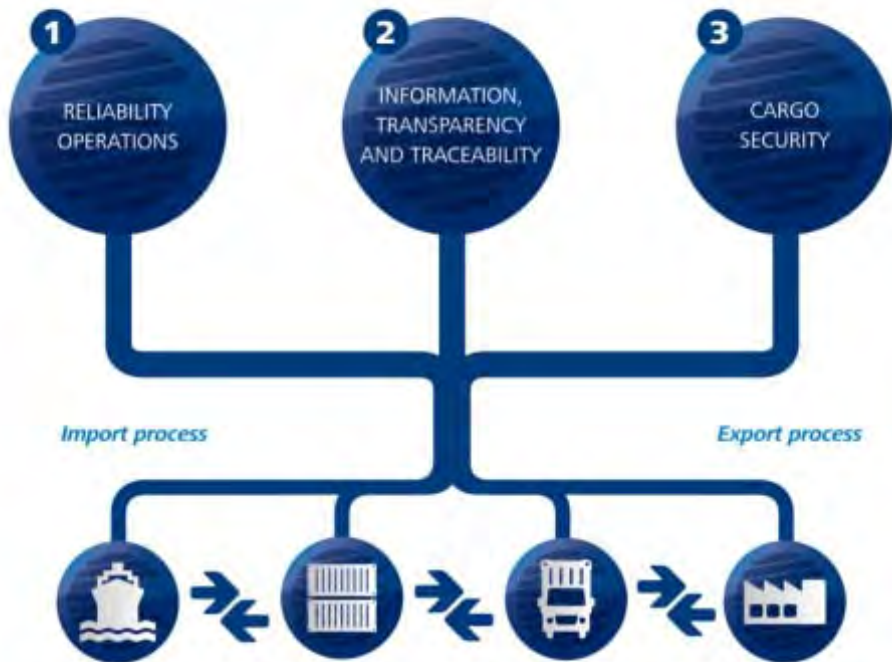 1
RELIABILITY
OPERATIONS
2
INFORMATION,
TRANSPARENCY
AND TRACEABILITY
3
CARGO
SECURITY
Import process
Export process